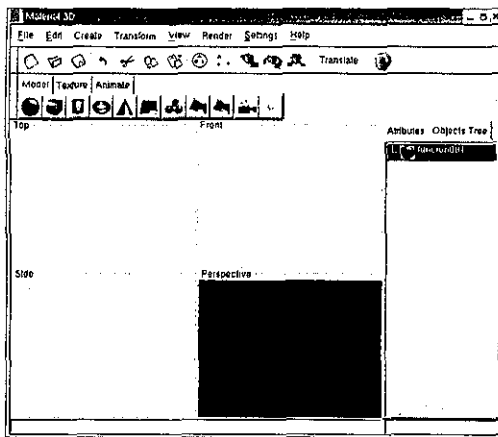 Material 3D
File Edit Create Transform View Render Settings Help
Translate
Model Texture Animate
Top Front
Attributes Objects Tree
Side Perspective